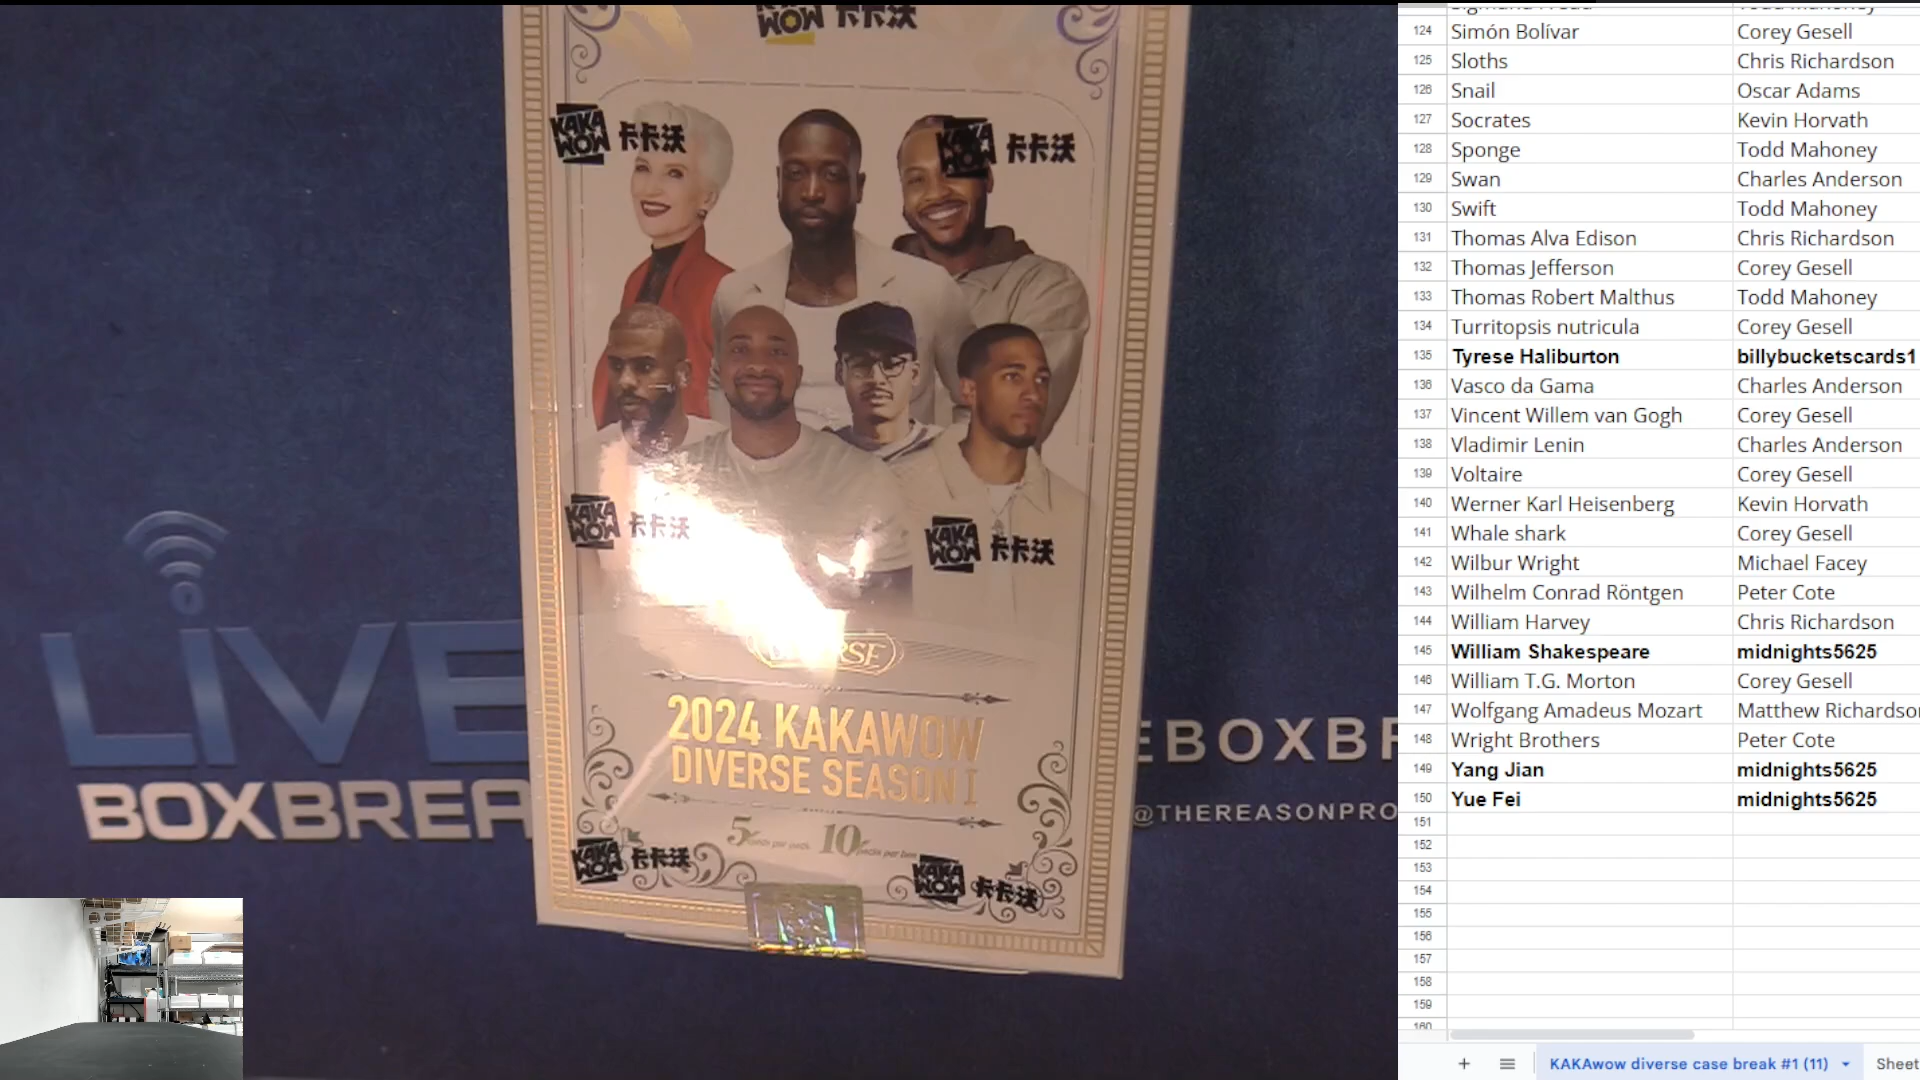 WOW 卡卡沃
KAKA WOW 卡卡沃
KAKA WOW 卡卡沃
KAKA WOW 卡卡沃
KAKA WOW 卡卡沃
2024 KAKAWOW
DIVERSE SEASON I
5 cards per pack 10 packs per box
KAKA WOW 卡卡沃
KAKA WOW 卡卡沃
LIVE
BOXBREA
EBOXBR
@THEREASONPRO
124 Simón Bolívar Corey Gesell
125 Sloths Chris Richardson
126 Snail Oscar Adams
127 Socrates Kevin Horvath
128 Sponge Todd Mahoney
129 Swan Charles Anderson
130 Swift Todd Mahoney
131 Thomas Alva Edison Chris Richardson
132 Thomas Jefferson Corey Gesell
133 Thomas Robert Malthus Todd Mahoney
134 Turritopsis nutricula Corey Gesell
135 Tyrese Haliburton billybucketscards1
136 Vasco da Gama Charles Anderson
137 Vincent Willem van Gogh Corey Gesell
138 Vladimir Lenin Charles Anderson
139 Voltaire Corey Gesell
140 Werner Karl Heisenberg Kevin Horvath
141 Whale shark Corey Gesell
142 Wilbur Wright Michael Facey
143 Wilhelm Conrad Röntgen Peter Cote
144 William Harvey Chris Richardson
145 William Shakespeare midnights5625
146 William T.G. Morton Corey Gesell
147 Wolfgang Amadeus Mozart Matthew Richardso
148 Wright Brothers Peter Cote
149 Yang Jian midnights5625
150 Yue Fei midnights5625
151
152
153
154
155
156
157
158
159
160
+ KAKAwow diverse case break #1 (11) Sheet